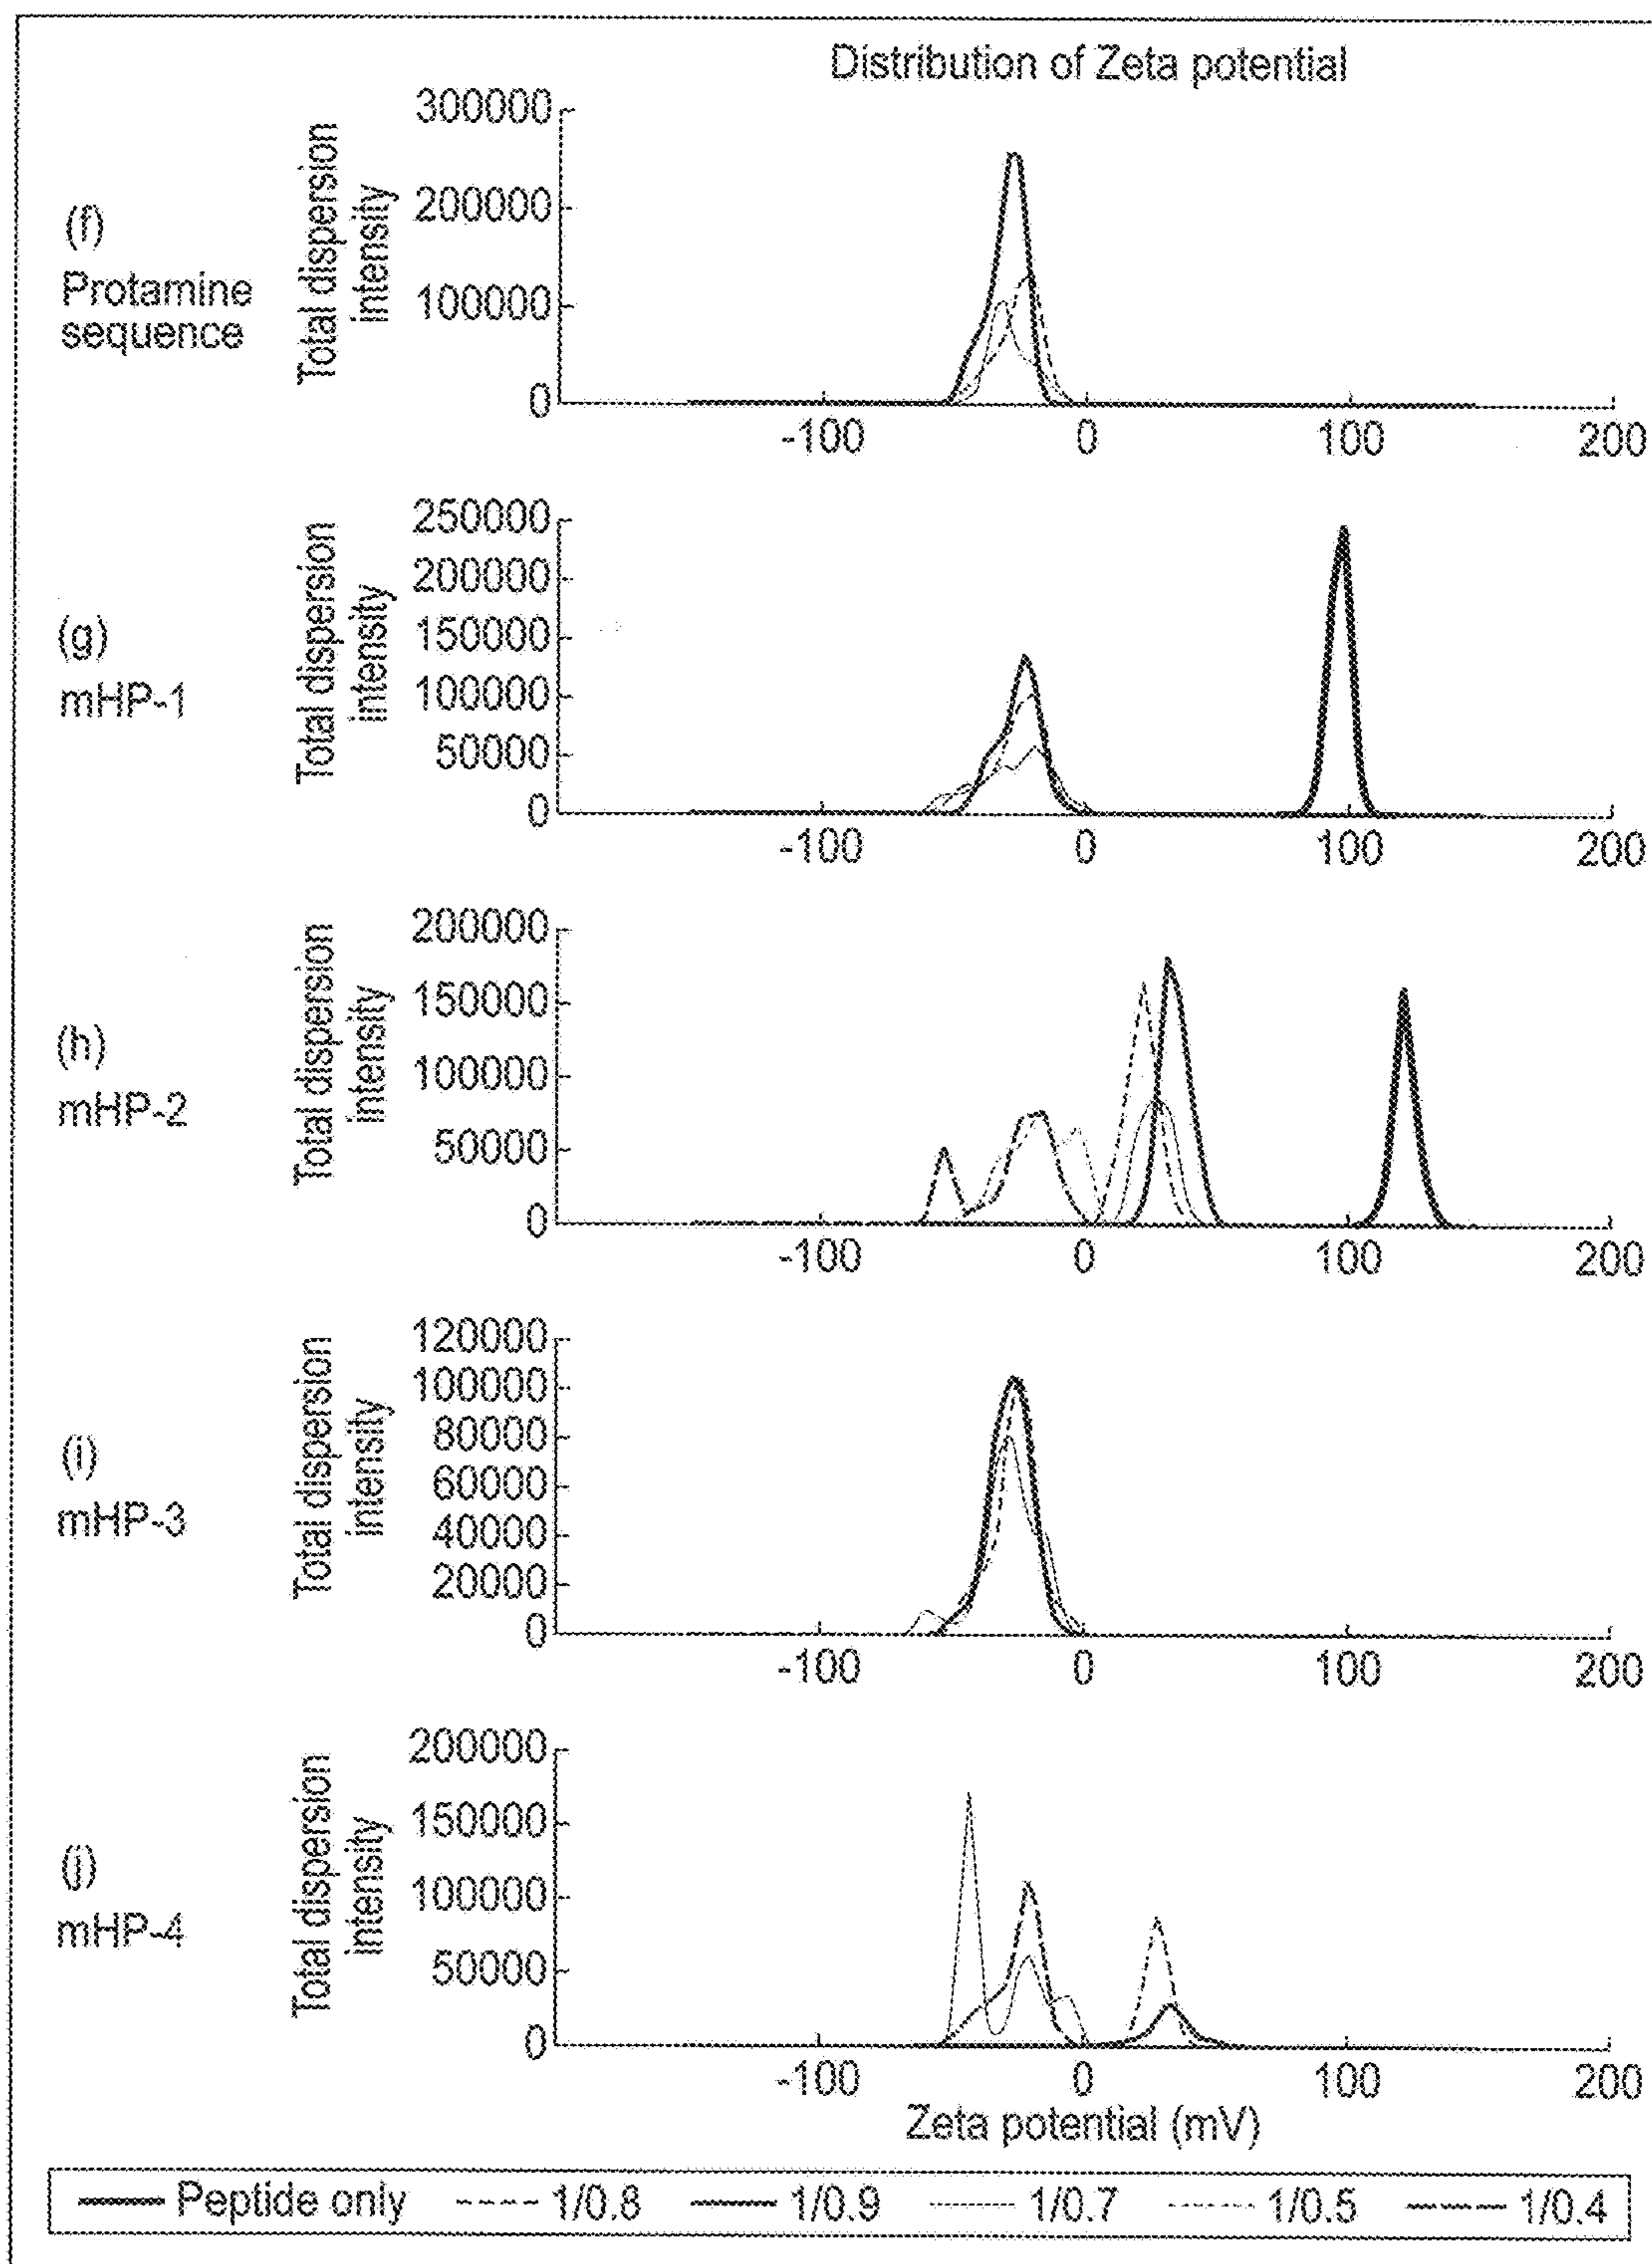 Distribution of Zeta potential
(f)
Protamine
sequence
Total dispersion
intensity
300000
200000
100000
0
-100 0 100 200
(g)
mHP-1
Total dispersion
intensity
250000
200000
150000
100000
50000
0
-100 0 100 200
(h)
mHP-2
Total dispersion
intensity
200000
150000
100000
50000
0
-100 0 100 200
(i)
mHP-3
Total dispersion
intensity
120000
100000
80000
60000
40000
20000
0
-100 0 100 200
(j)
mHP-4
Total dispersion
intensity
200000
150000
100000
50000
0
-100 0 100 200
Zeta potential (mV)
Peptide only 1/0.8 1/0.9 1/0.7 1/0.5 1/0.4